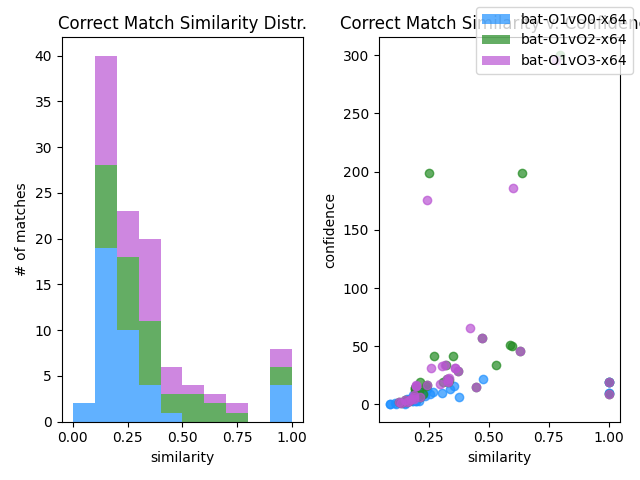 Correct Match Similarity Distr.
# of matches
40
35
30
25
20
15
10
5
0
0.00
0.25
0.50
0.75
1.00
similarity
Correct Match Similarity v. Confidence
bat-O1vO0-x64
bat-O1vO2-x64
bat-O1vO3-x64
confidence
300
250
200
150
100
50
0
0.25
0.50
0.75
1.00
similarity